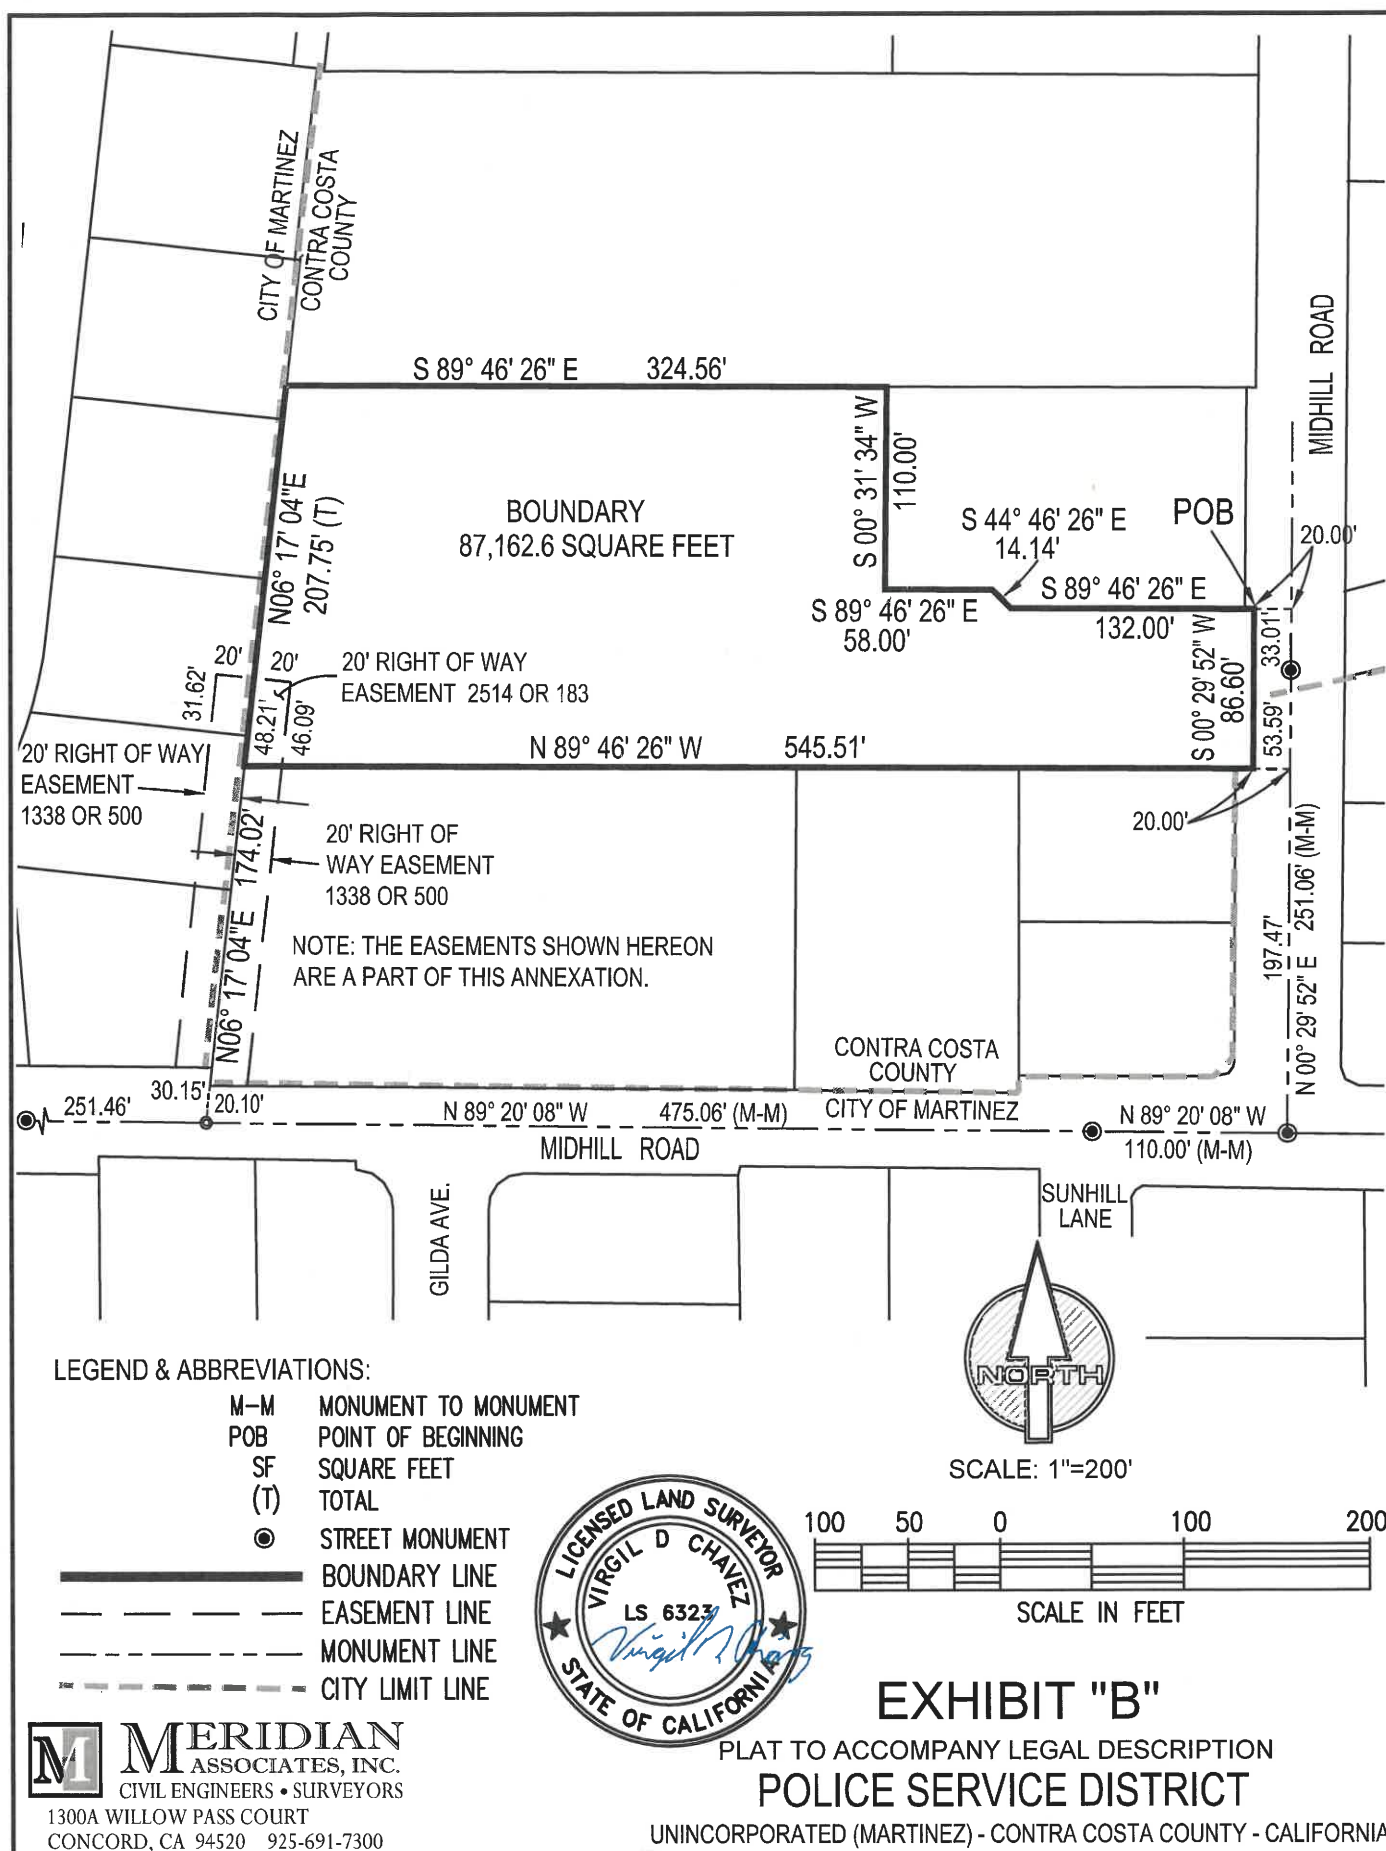 CITY OF MARTINEZ
CONTRA COSTA
COUNTY
MIDHILL ROAD
S 89° 46' 26" E 324.56'
S 00° 31' 34" W
110.00'
N06° 17' 04"E
207.75' (T)
BOUNDARY
87,162.6 SQUARE FEET
S 44° 46' 26" E
14.14'
POB
20.00'
S 89° 46' 26" E
132.00'
S 89° 46' 26" E
58.00'
S 00° 29' 52" W
86.60'
33.01'
53.59'
20'
20'
31.62'
48.21'
46.09'
20' RIGHT OF WAY
EASEMENT 2514 OR 183
N 89° 46' 26" W 545.51'
20' RIGHT OF WAY
EASEMENT
1338 OR 500
20.00'
20' RIGHT OF
WAY EASEMENT
1338 OR 500
N06° 17' 04"E 174.02'
NOTE: THE EASEMENTS SHOWN HEREON
ARE A PART OF THIS ANNEXATION.
197.47'
N 00° 29' 52" E 251.06' (M-M)
CONTRA COSTA
COUNTY
CITY OF MARTINEZ
251.46'
30.15'
20.10'
N 89° 20' 08" W 475.06' (M-M)
N 89° 20' 08" W
110.00' (M-M)
MIDHILL ROAD
GILDA AVE.
SUNHILL
LANE
NORTH
SCALE: 1"=200'
LEGEND & ABBREVIATIONS:
M-M MONUMENT TO MONUMENT
POB POINT OF BEGINNING
SF SQUARE FEET
(T) TOTAL
STREET MONUMENT
BOUNDARY LINE
EASEMENT LINE
MONUMENT LINE
CITY LIMIT LINE
LICENSED LAND SURVEYOR
VIRGIL D CHAVEZ
LS 6323
STATE OF CALIFORNIA
100 50 0 100 200
SCALE IN FEET
EXHIBIT "B"
PLAT TO ACCOMPANY LEGAL DESCRIPTION
POLICE SERVICE DISTRICT
UNINCORPORATED (MARTINEZ) - CONTRA COSTA COUNTY - CALIFORNIA
M
MERIDIAN
ASSOCIATES, INC.
CIVIL ENGINEERS • SURVEYORS
1300A WILLOW PASS COURT
CONCORD, CA 94520 925-691-7300